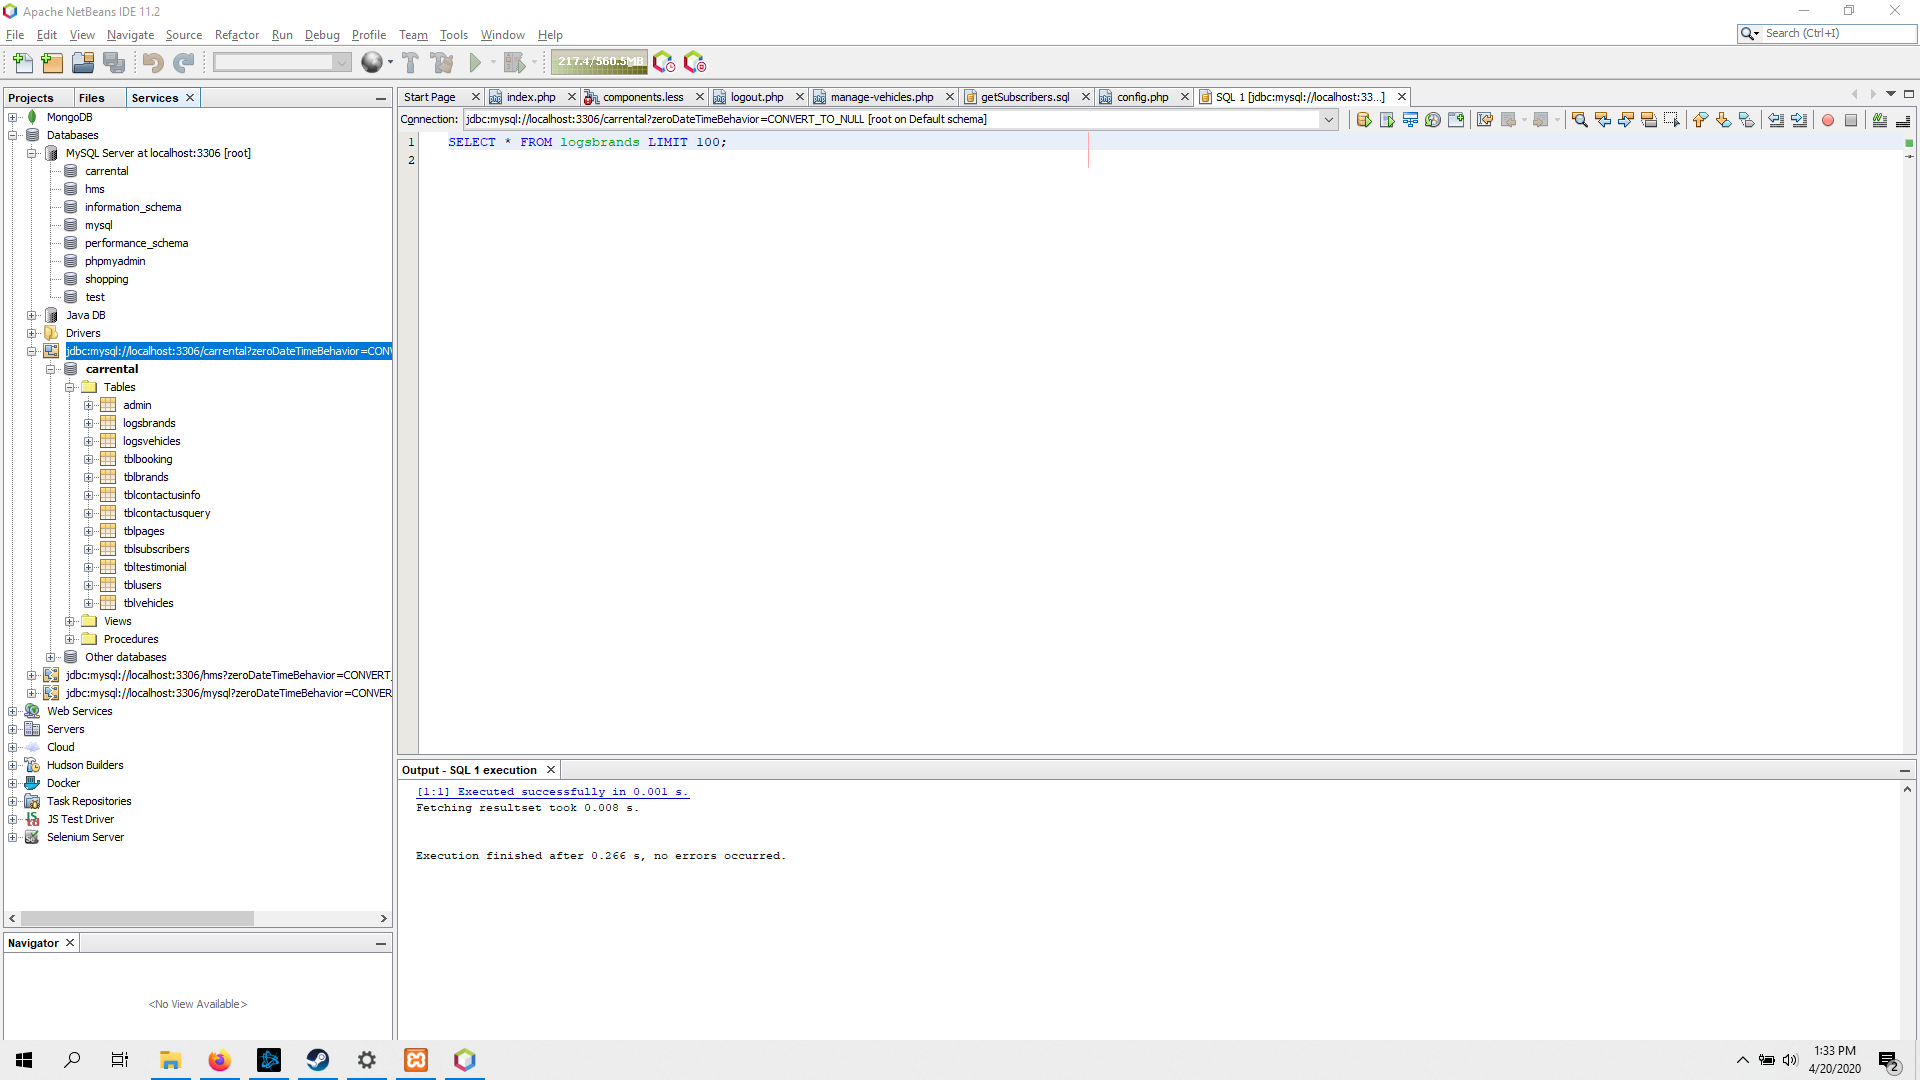 Apache NetBeans IDE 11.2
File Edit View Navigate Source Refactor Run Debug Profile Team Tools Window Help
Search (Ctrl+I)
217.4/560.5MB
Projects Files Services
MongoDB
Databases
MySQL Server at localhost:3306 [root]
carrental
hms
information_schema
mysql
performance_schema
phpmyadmin
shopping
test
Java DB
Drivers
jdbc:mysql://localhost:3306/carrental?zeroDateTimeBehavior=CONV
carrental
Tables
admin
logsbrands
logsvehicles
tblbooking
tblbrands
tblcontactusinfo
tblcontactusquery
tblpages
tblsubscribers
tbltestimonial
tblusers
tblvehicles
Views
Procedures
Other databases
jdbc:mysql://localhost:3306/hms?zeroDateTimeBehavior=CONVERT_
jdbc:mysql://localhost:3306/mysql?zeroDateTimeBehavior=CONVER
Web Services
Servers
Cloud
Hudson Builders
Docker
Task Repositories
JS Test Driver
Selenium Server
Navigator
<No View Available>
Start Page index.php components.less logout.php manage-vehicles.php getSubscribers.sql config.php SQL 1 [jdbc:mysql://localhost:33...]
Connection: jdbc:mysql://localhost:3306/carrental?zeroDateTimeBehavior=CONVERT_TO_NULL [root on Default schema]
1 SELECT * FROM logsbrands LIMIT 100;
2
Output - SQL 1 execution
[1:1] Executed successfully in 0.001 s.
Fetching resultset took 0.008 s.
Execution finished after 0.266 s, no errors occurred.
1:33 PM
4/20/2020
2